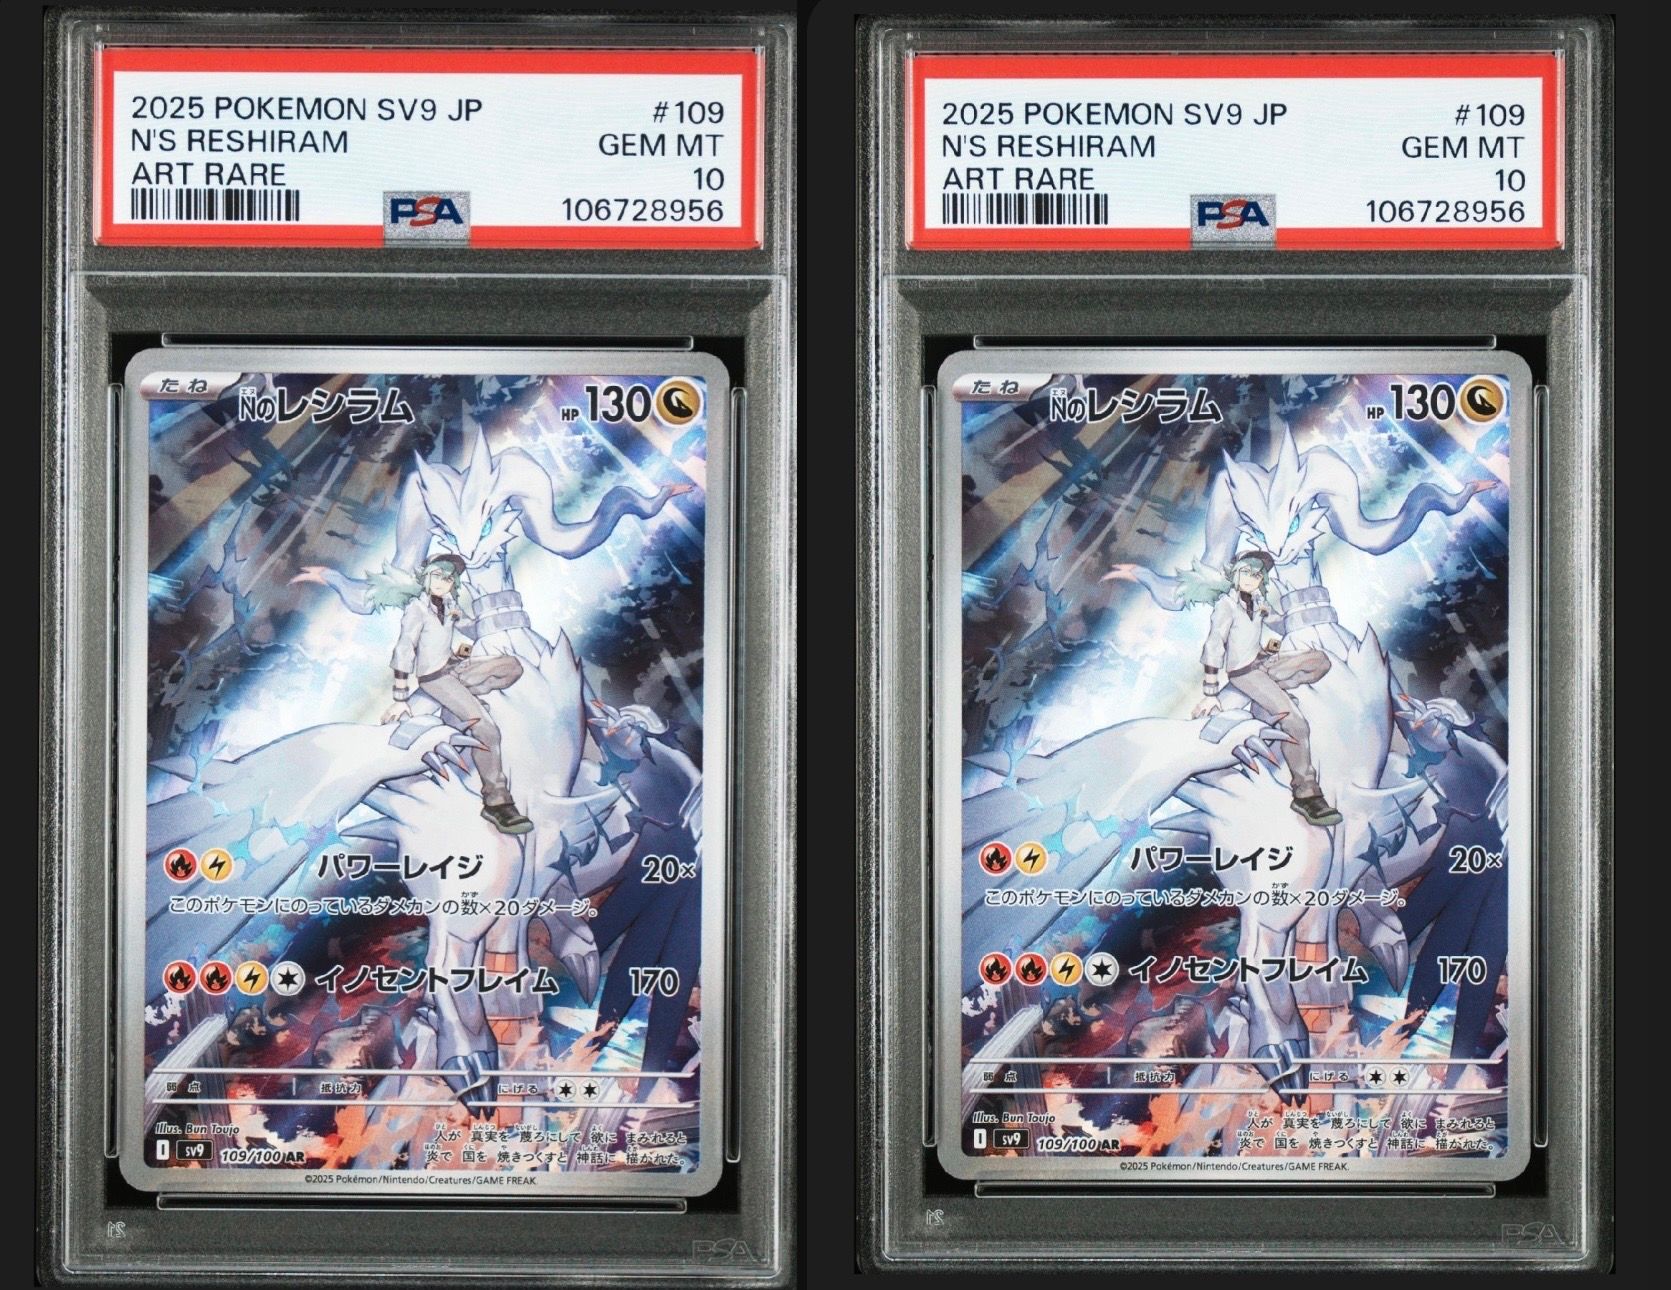 2025 POKEMON SV9 JP #109
N'S RESHIRAM GEM MT
ART RARE 10
PSA 106728956
たね Nのレシラム HP 130
パワーレイジ 20×
このポケモンにのっているダメカンの数×20ダメージ。
イノセントフレイム 170
弱点 抵抗力 にげる
Illus. Bun Toujo
人が 真実を 蔑ろにして 欲に まみれると
I sv9 109/100 AR 炎で 国を 焼きつくすと 神話に 描かれた。
©2025 Pokémon/Nintendo/Creatures/GAME FREAK.
21 PSA
2025 POKEMON SV9 JP #109
N'S RESHIRAM GEM MT
ART RARE 10
PSA 106728956
たね Nのレシラム HP 130
パワーレイジ 20×
このポケモンにのっているダメカンの数×20ダメージ。
イノセントフレイム 170
弱点 抵抗力 にげる
Illus. Bun Toujo
人が 真実を 蔑ろにして 欲に まみれると
I sv9 109/100 AR 炎で 国を 焼きつくすと 神話に 描かれた。
©2025 Pokémon/Nintendo/Creatures/GAME FREAK.
21 PSA